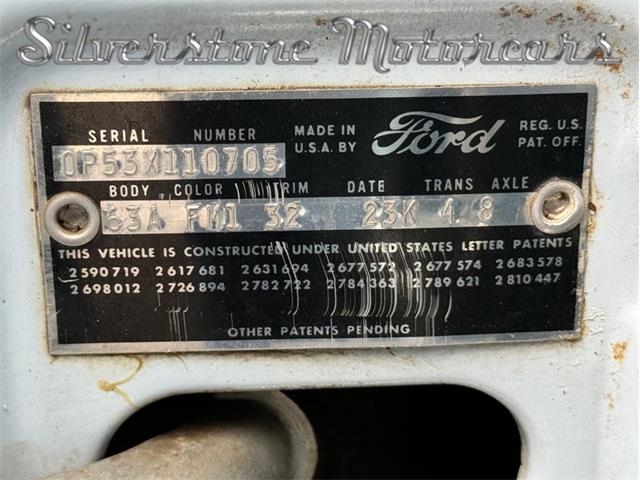 Silverstone Motorcars
SERIAL NUMBER MADE IN U.S.A. BY Ford REG. U.S. PAT. OFF.
0P53X110705
BODY COLOR TRIM DATE TRANS AXLE
63A FM1 32 23K 4 8
THIS VEHICLE IS CONSTRUCTED UNDER UNITED STATES LETTER PATENTS
2 590 719 2 617 681 2 631 694 2 677 572 2 677 574 2 683 578
2 698 012 2 726 894 2 782 722 2 784 363 2 789 621 2 810 447
OTHER PATENTS PENDING